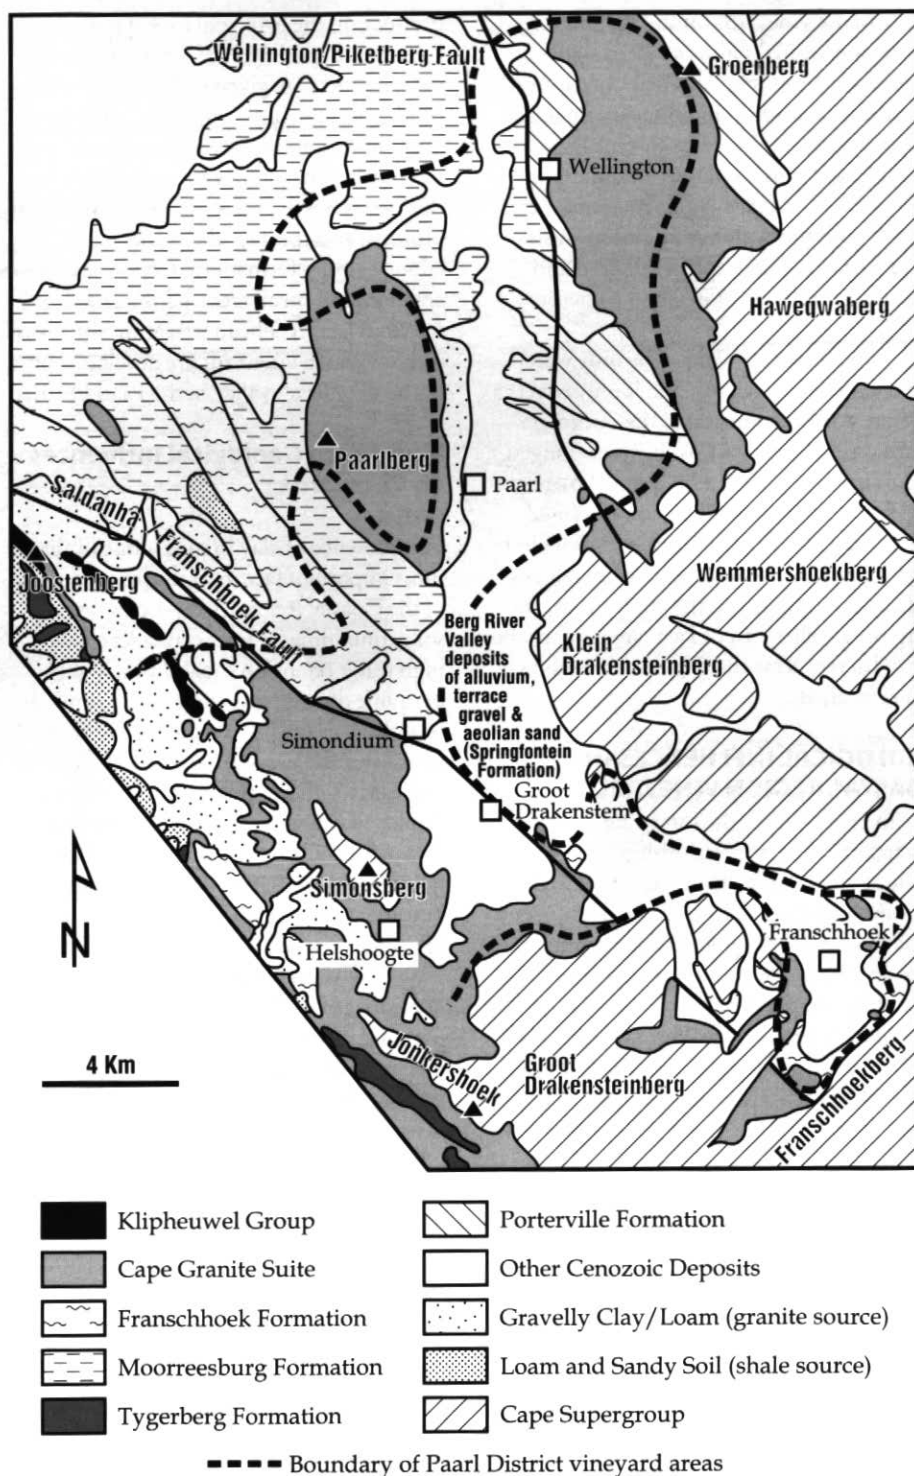 Wellington/Piketberg Fault
Groenberg
Wellington
Haweqwaberg
Paarlberg
Paarl
Saldanha / Franschhoek Fault
Joostenberg
Wemmershoekberg
Berg River
Valley
deposits
of alluvium,
terrace
gravel &
aeolian sand
(Springfontein
Formation)
Klein
Drakensteinberg
Simondium
Groot
Drakenstem
Simonsberg
Helshoogte
Franschhoek
N
4 Km
Jonkershoek
Groot
Drakensteinberg
Franschhoekberg
Klipheuwel Group
Cape Granite Suite
Franschhoek Formation
Moorreesburg Formation
Tygerberg Formation
Porterville Formation
Other Cenozoic Deposits
Gravelly Clay/Loam (granite source)
Loam and Sandy Soil (shale source)
Cape Supergroup
Boundary of Paarl District vineyard areas